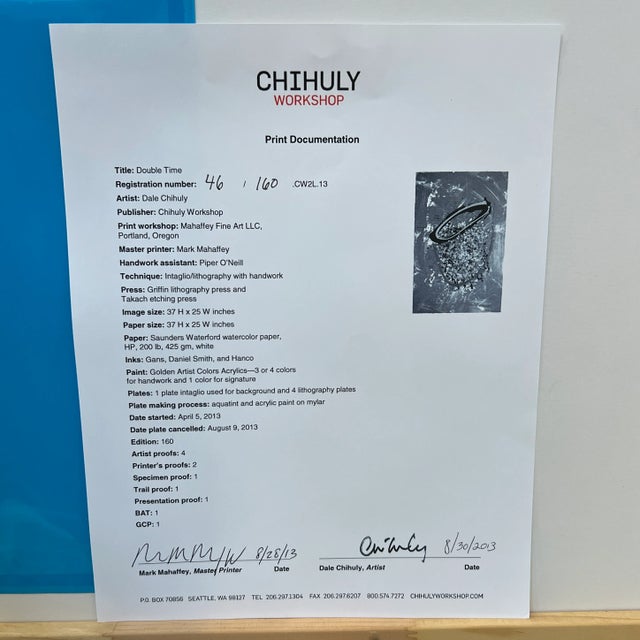 CHIHULY
WORKSHOP
Print Documentation
Title: Double Time
Registration number: 46 / 160 .CW2L.13
Artist: Dale Chihuly
Publisher: Chihuly Workshop
Print workshop: Mahaffey Fine Art LLC,
Portland, Oregon
Master printer: Mark Mahaffey
Handwork assistant: Piper O'Neill
Technique: Intaglio/lithography with handwork
Press: Griffin lithography press and
Takach etching press
Image size: 37 H x 25 W inches
Paper size: 37 H x 25 W inches
Paper: Saunders Waterford watercolor paper,
HP, 200 lb, 425 gm, white
Inks: Gans, Daniel Smith, and Hanco
Paint: Golden Artist Colors Acrylics—3 or 4 colors
for handwork and 1 color for signature
Plates: 1 plate intaglio used for background and 4 lithography plates
Plate making process: aquatint and acrylic paint on mylar
Date started: April 5, 2013
Date plate cancelled: August 9, 2013
Edition: 160
Artist proofs: 4
Printer's proofs: 2
Specimen proof: 1
Trail proof: 1
Presentation proof: 1
BAT: 1
GCP: 1
8/28/13 Chihuly 8/30/2013
Mark Mahaffey, Master Printer Date Dale Chihuly, Artist Date
P.O. BOX 70856 SEATTLE, WA 98127 TEL 206.297.1304 FAX 206.297.6207 800.574.7272 CHIHULYWORKSHOP.COM